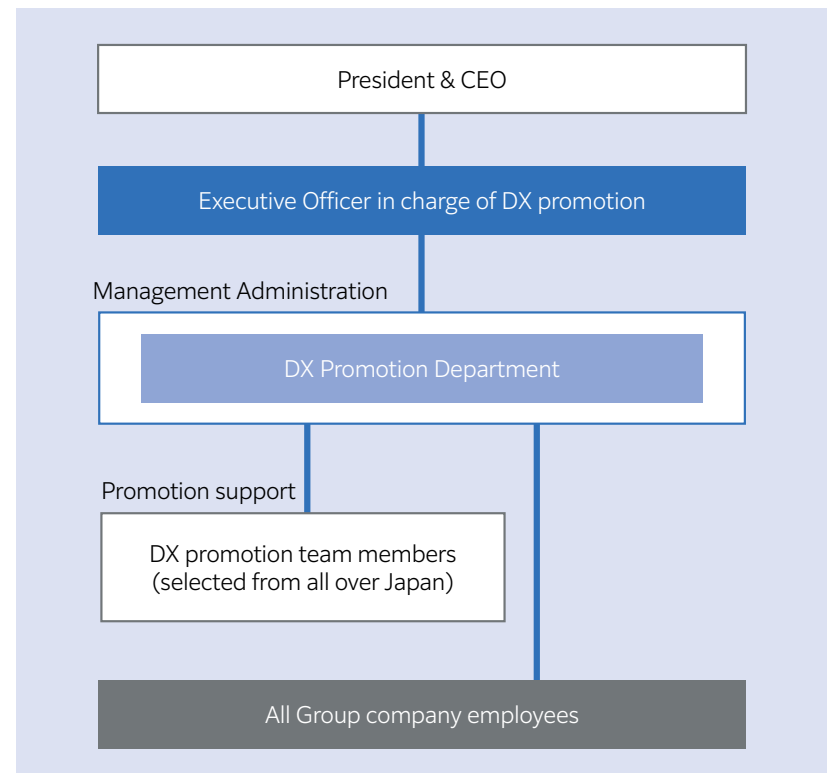 President & CEO
Executive Officer in charge of DX promotion
Management Administration
DX Promotion Department
Promotion support
DX promotion team members
(selected from all over Japan)
All Group company employees